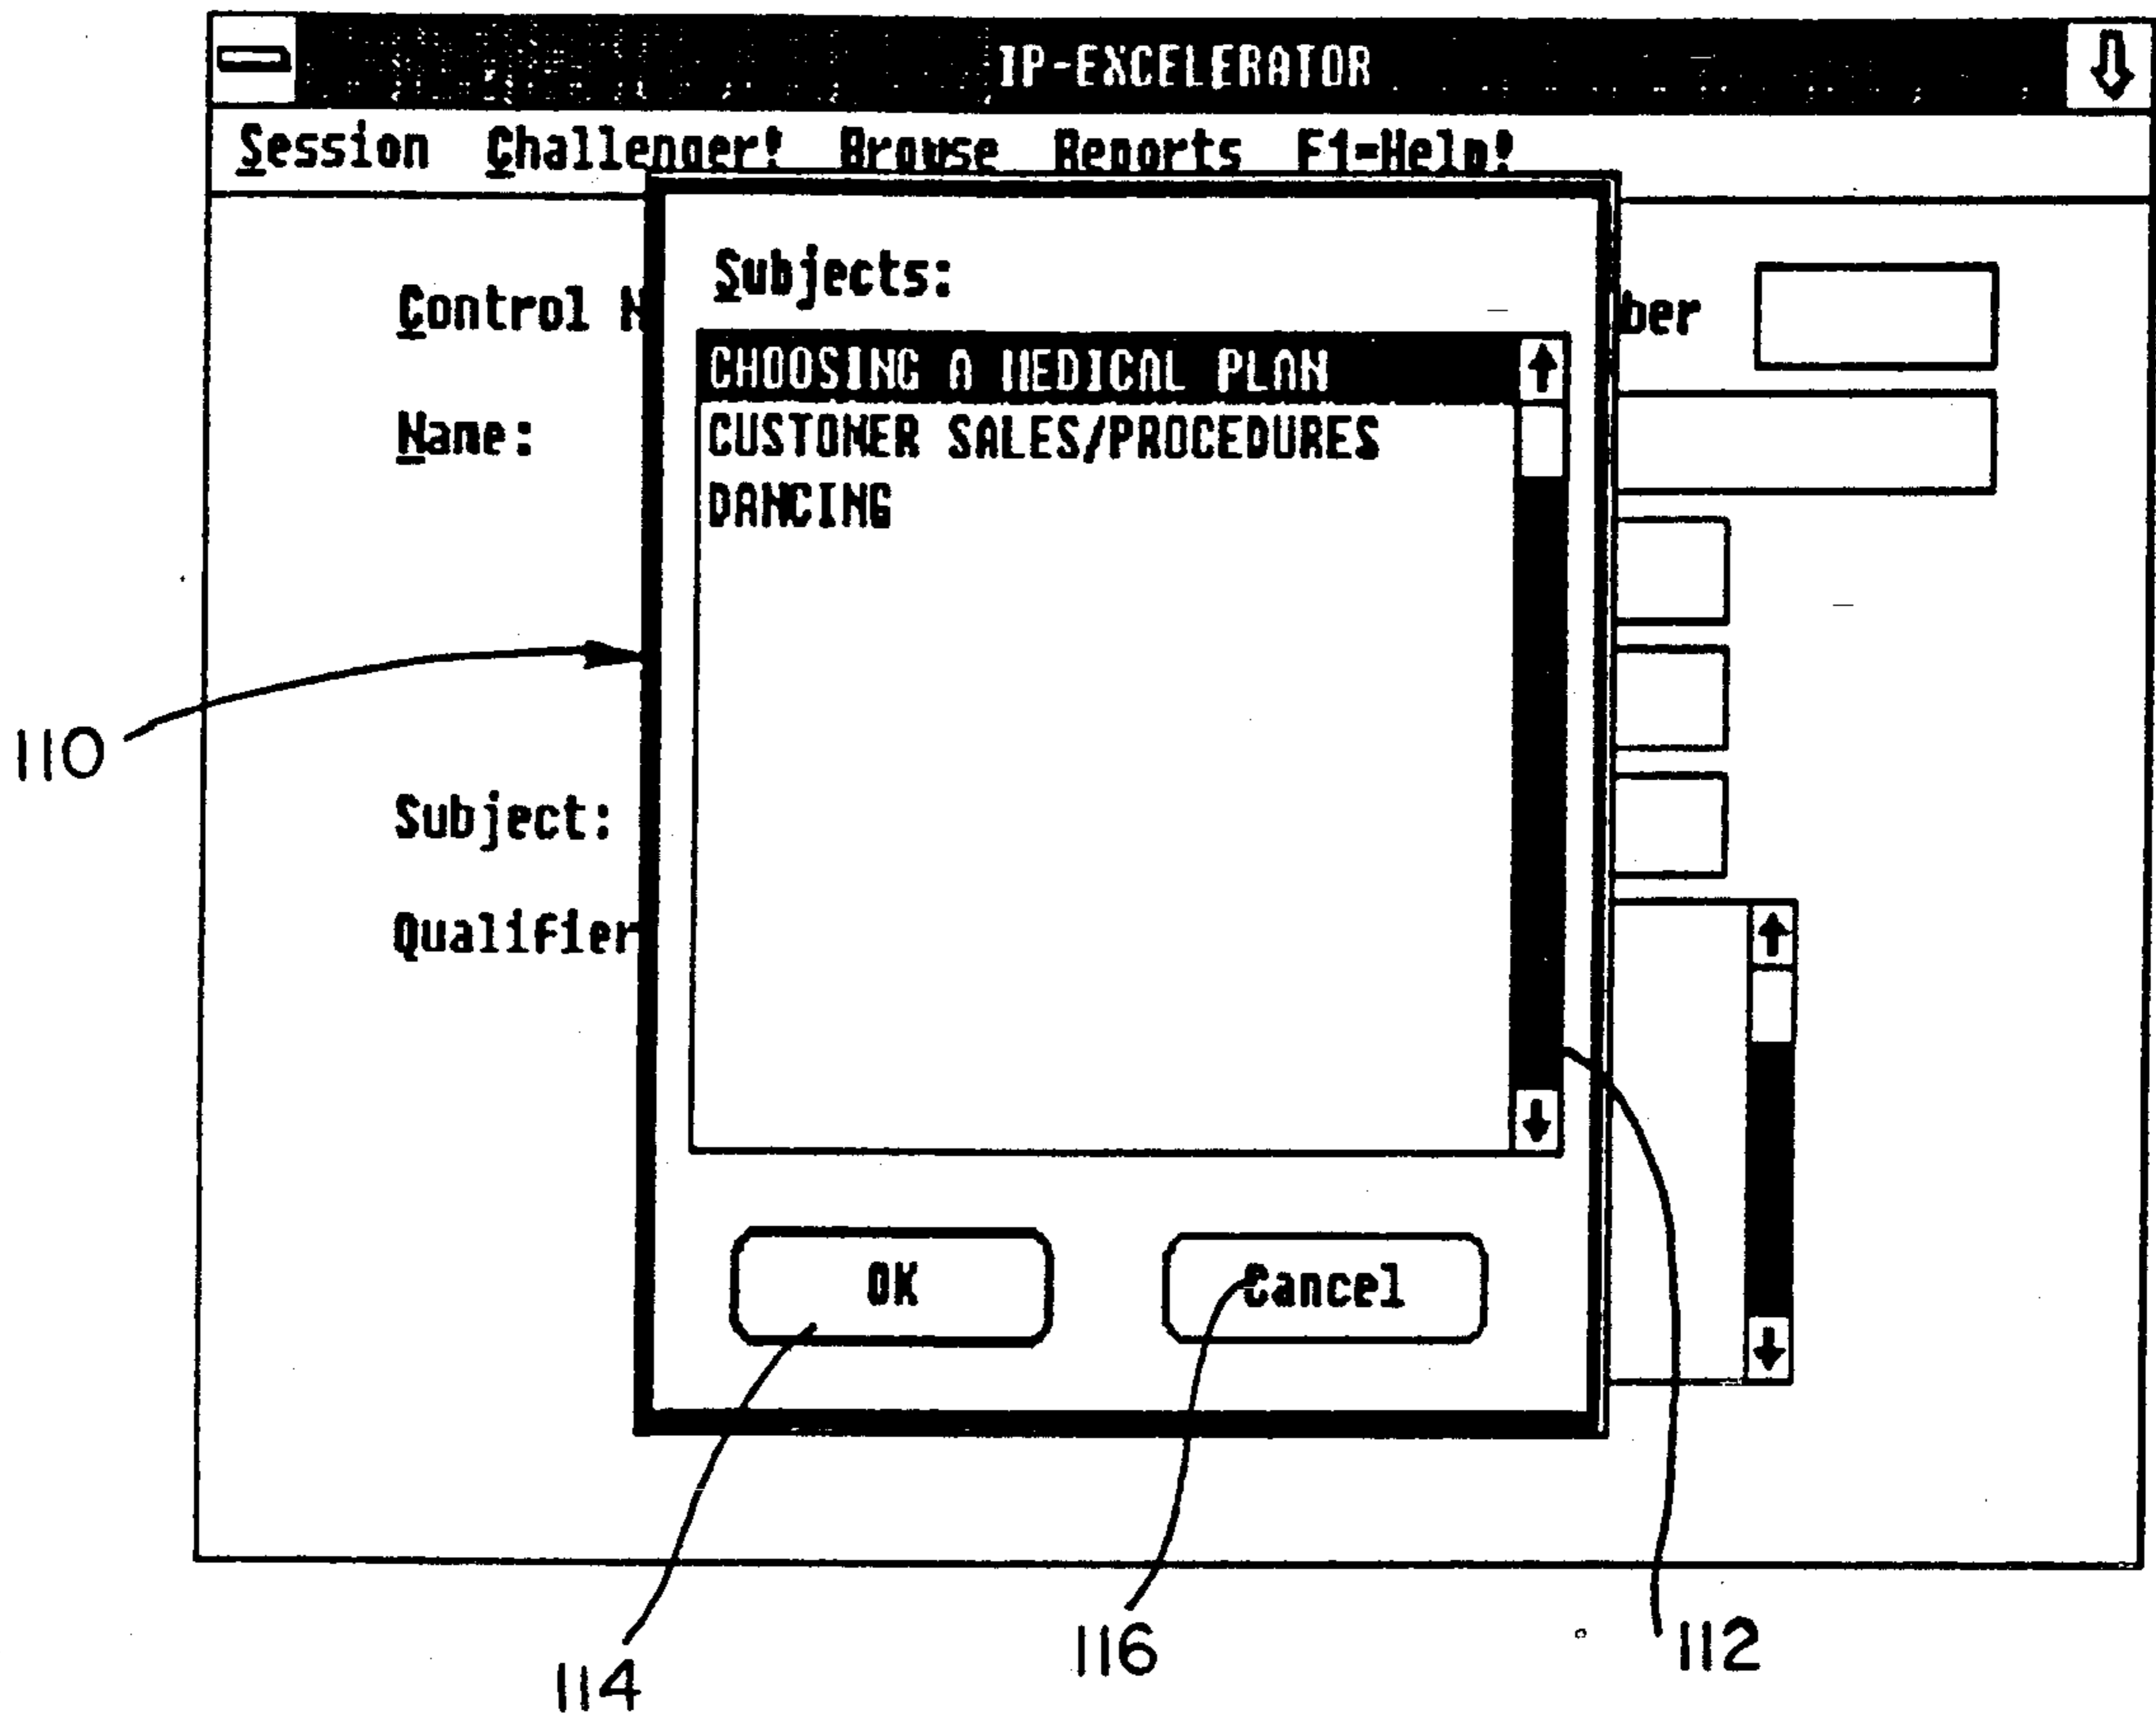 IP-EXCELERATOR
Session Challenger! Browse Reports F1=Help!
Subjects:
Control N
ber
CHOOSING A MEDICAL PLAN
Name:
CUSTOMER SALES/PROCEDURES
DANCING
110
Subject:
Qualifier
OK
Cancel
114
116
112